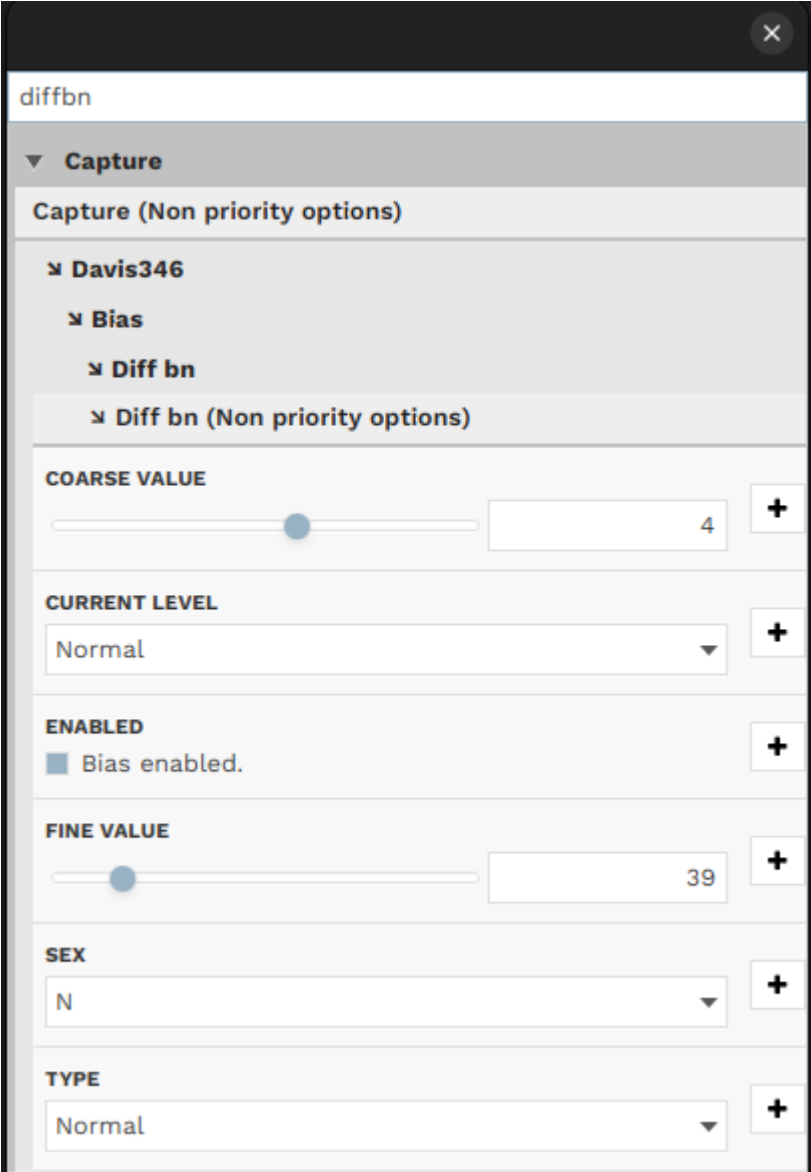 diffbn
Capture
Capture (Non priority options)
Davis346
Bias
Diff bn
Diff bn (Non priority options)
COARSE VALUE
4
CURRENT LEVEL
Normal
ENABLED
Bias enabled.
FINE VALUE
39
SEX
N
TYPE
Normal